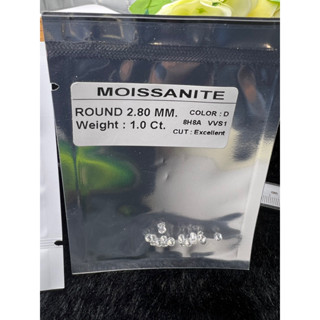 MOISSANITE
ROUND 2.80 MM. COLOR : D
Weight : 1.0 Ct. 8H8A VVS1
CUT : Excellent